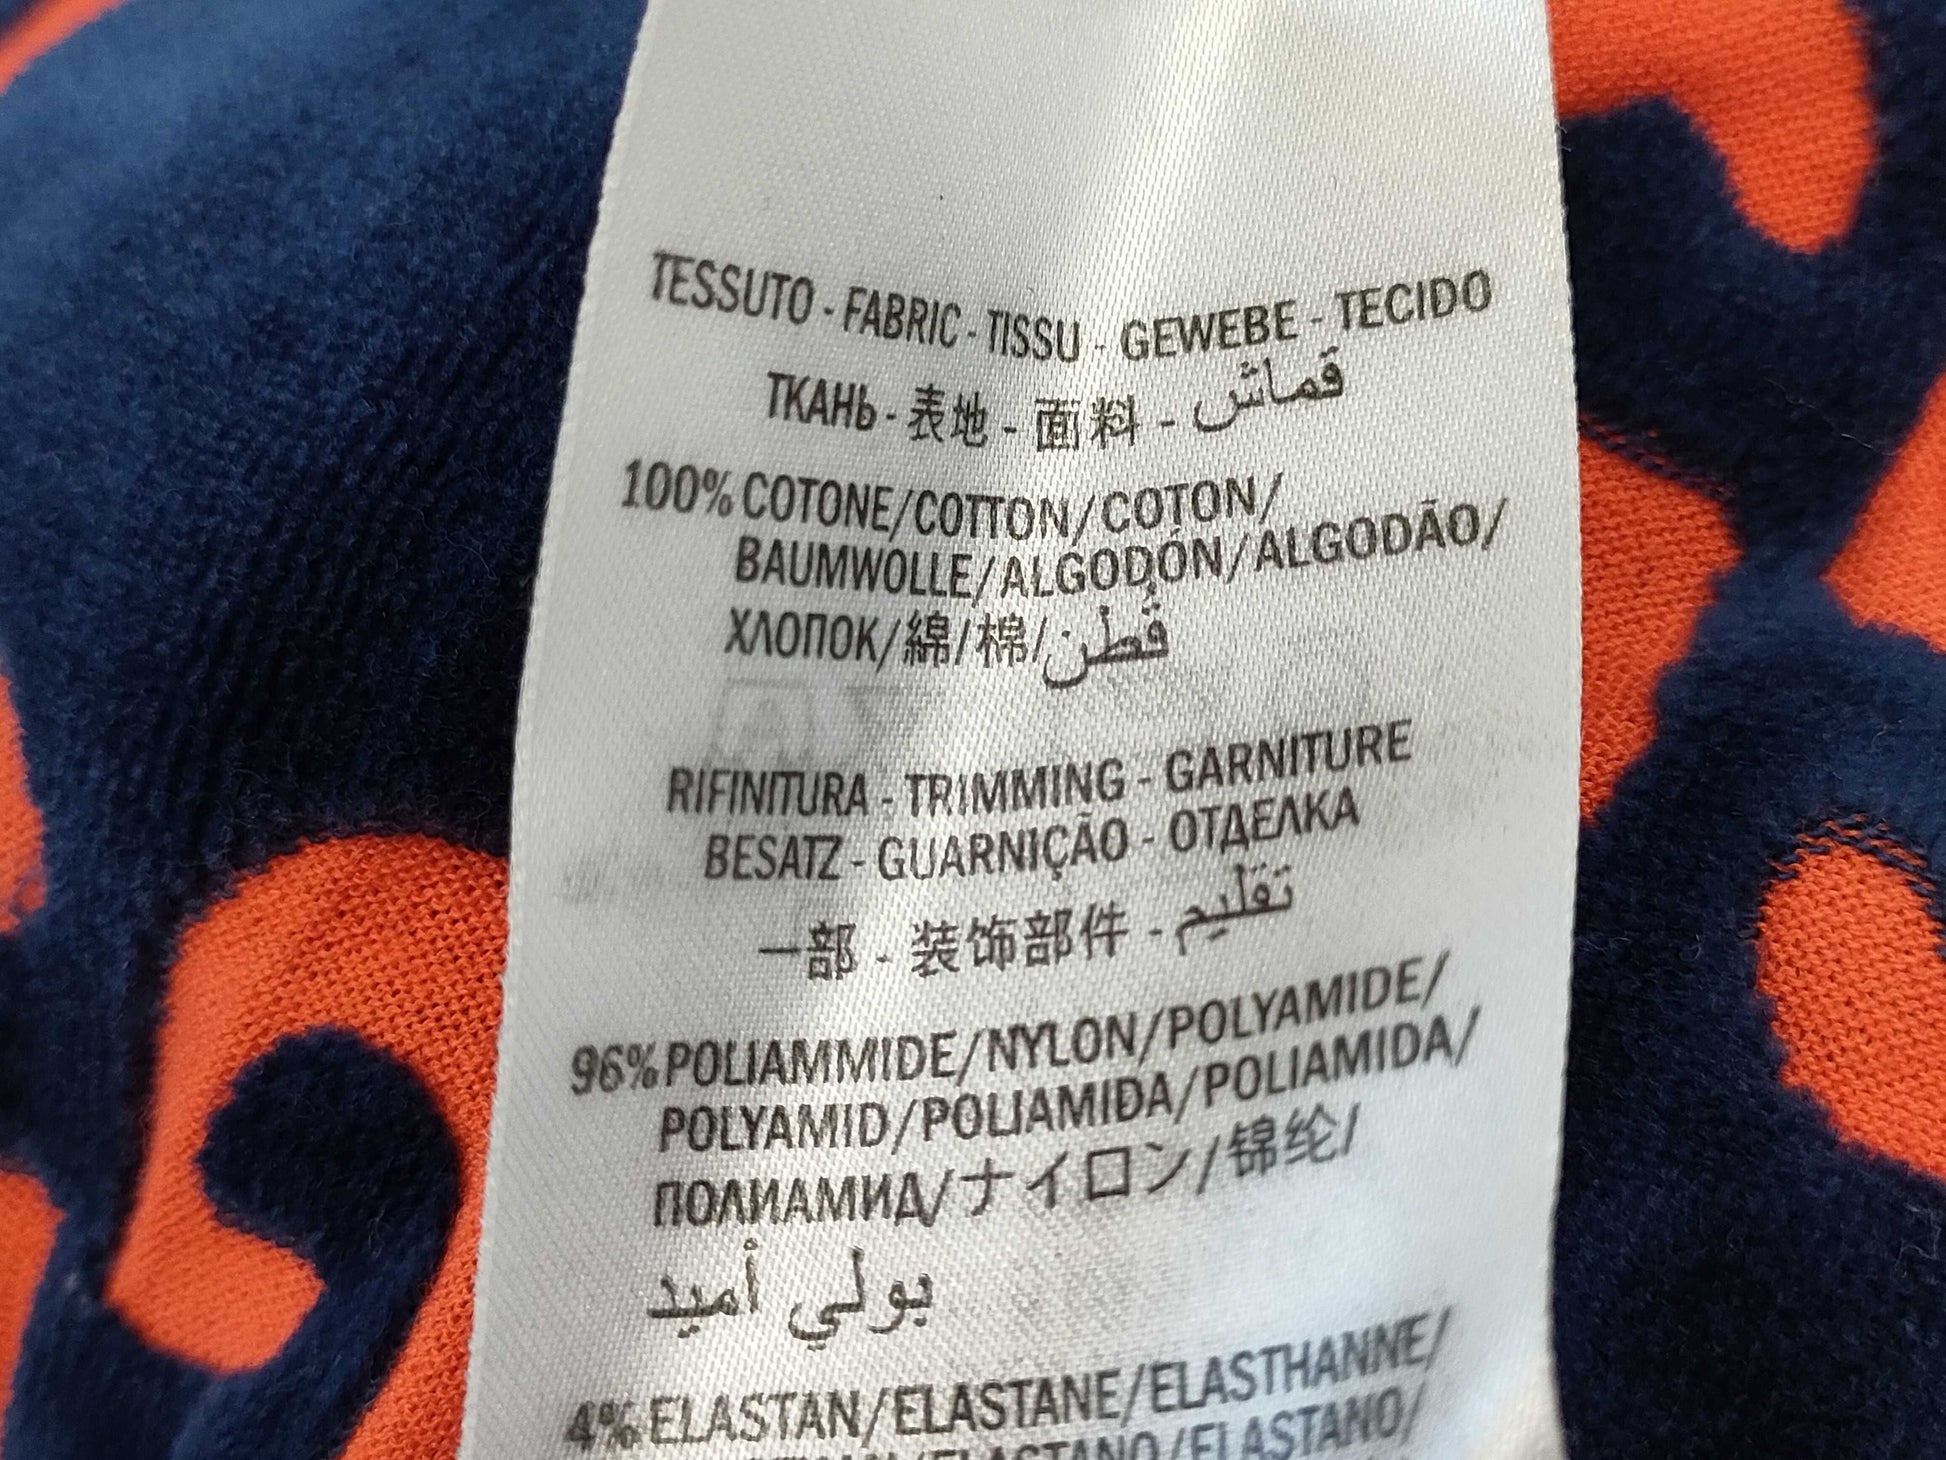 TESSUTO - FABRIC - TISSU - GEWEBE - TECIDO
ТКАНЬ - 表地 - 面料 - قماش
100% COTONE/COTTON/COTON/
BAUMWOLLE/ALGODÓN/ALGODÃO/
ХЛОПОК/綿/棉/قطن
RIFINITURA - TRIMMING - GARNITURE
BESATZ - GUARNIÇÃO - ОТДЕЛКА
一部 - 装饰部件 - تقليم
96% POLIAMMIDE/NYLON/POLYAMIDE/
POLYAMID/POLIAMIDA/POLIAMIDA/
ПОЛИАМИД/ナイロン/锦纶/
بولي أميد
4% ELASTAN/ELASTANE/ELASTHANNE/
ELASTANO/ELASTANO/